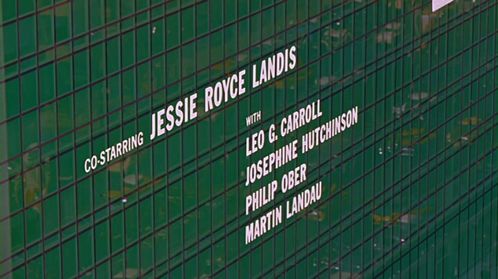 CO-STARRING JESSIE ROYCE LANDIS
WITH
LEO G. CARROLL
JOSEPHINE HUTCHINSON
PHILIP OBER
MARTIN LANDAU